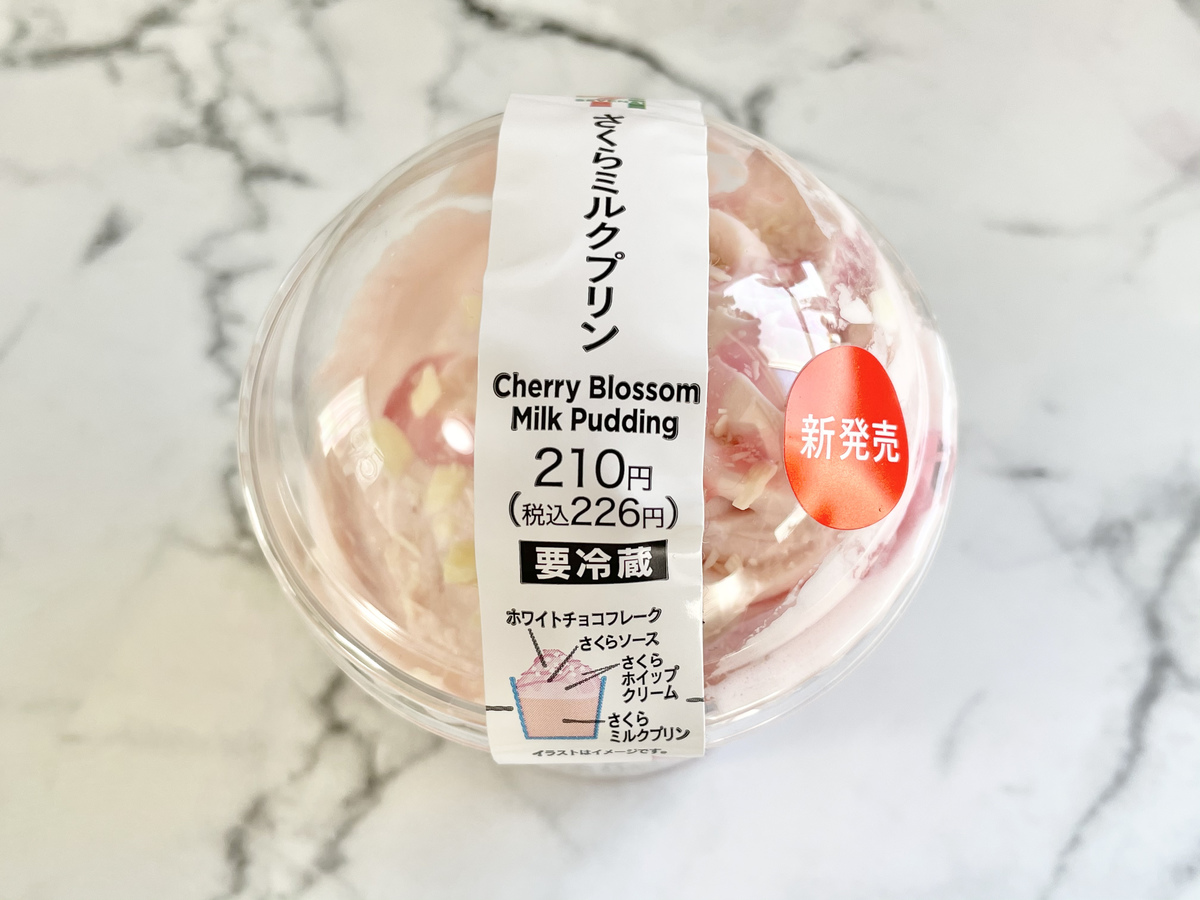 さくらミルクプリン
Cherry Blossom
Milk Pudding
210円
(税込226円)
要冷蔵
ホワイトチョコフレーク
さくらソース
さくら
ホイップ
クリーム
さくら
ミルクプリン
イラストはイメージです。
新発売